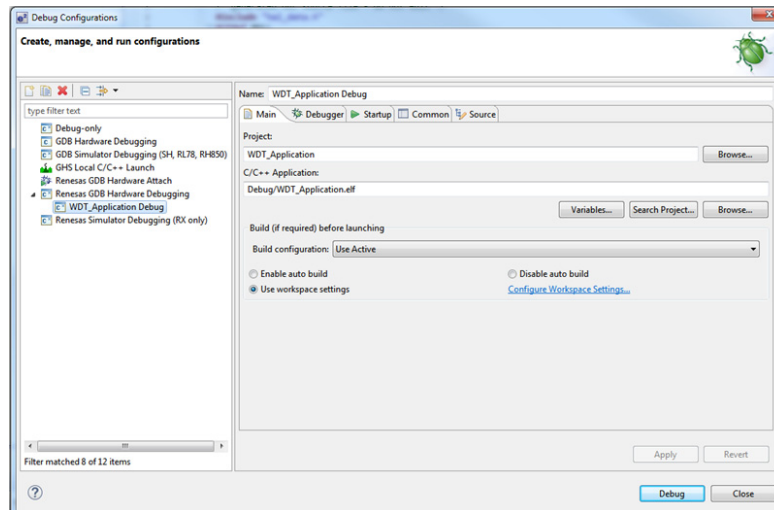 Debug Configurations
Create, manage, and run configurations
type filter text
Debug-only
GDB Hardware Debugging
GDB Simulator Debugging (SH, RL78, RH850)
GHS Local C/C++ Launch
Renesas GDB Hardware Attach
Renesas GDB Hardware Debugging
WDT_Application Debug
Renesas Simulator Debugging (RX only)
Filter matched 8 of 12 items
Name: WDT_Application Debug
Main Debugger Startup Common Source
Project:
WDT_Application Browse...
C/C++ Application:
Debug/WDT_Application.elf
Variables... Search Project... Browse...
Build (if required) before launching
Build configuration: Use Active
Enable auto build Disable auto build
Use workspace settings Configure Workspace Settings...
Apply Revert
Debug Close